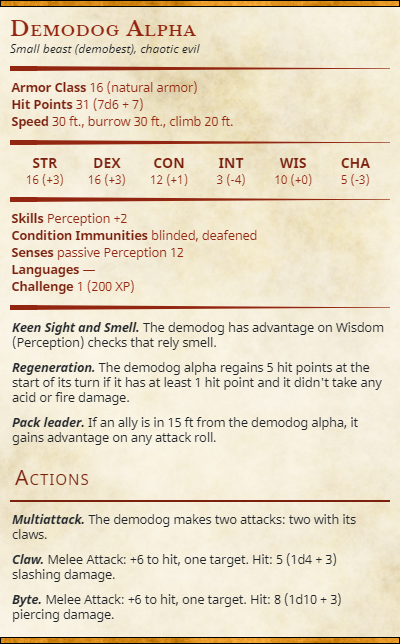 Demodog Alpha
Small beast (demobest), chaotic evil
Armor Class 16 (natural armor)
Hit Points 31 (7d6 + 7)
Speed 30 ft., burrow 30 ft., climb 20 ft.
STR DEX CON INT WIS CHA
16 (+3) 16 (+3) 12 (+1) 3 (-4) 10 (+0) 5 (-3)
Skills Perception +2
Condition Immunities blinded, deafened
Senses passive Perception 12
Languages —
Challenge 1 (200 XP)
Keen Sight and Smell. The demodog has advantage on Wisdom
(Perception) checks that rely smell.
Regeneration. The demodog alpha regains 5 hit points at the
start of its turn if it has at least 1 hit point and it didn't take any
acid or fire damage.
Pack leader. If an ally is in 15 ft from the demodog alpha, it
gains advantage on any attack roll.
Actions
Multiattack. The demodog makes two attacks: two with its
claws.
Claw. Melee Attack: +6 to hit, one target. Hit: 5 (1d4 + 3)
slashing damage.
Byte. Melee Attack: +6 to hit, one target. Hit: 8 (1d10 + 3)
piercing damage.